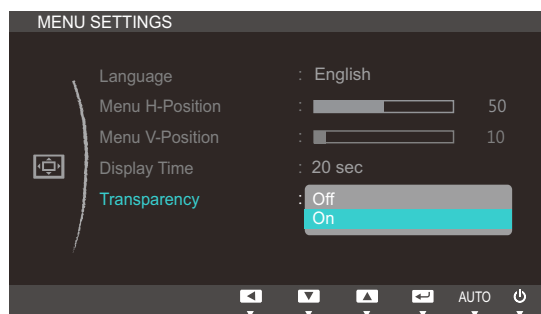 MENU SETTINGS
Language : English
Menu H-Position : 50
Menu V-Position : 10
Display Time : 20 sec
Transparency : Off
On
AUTO